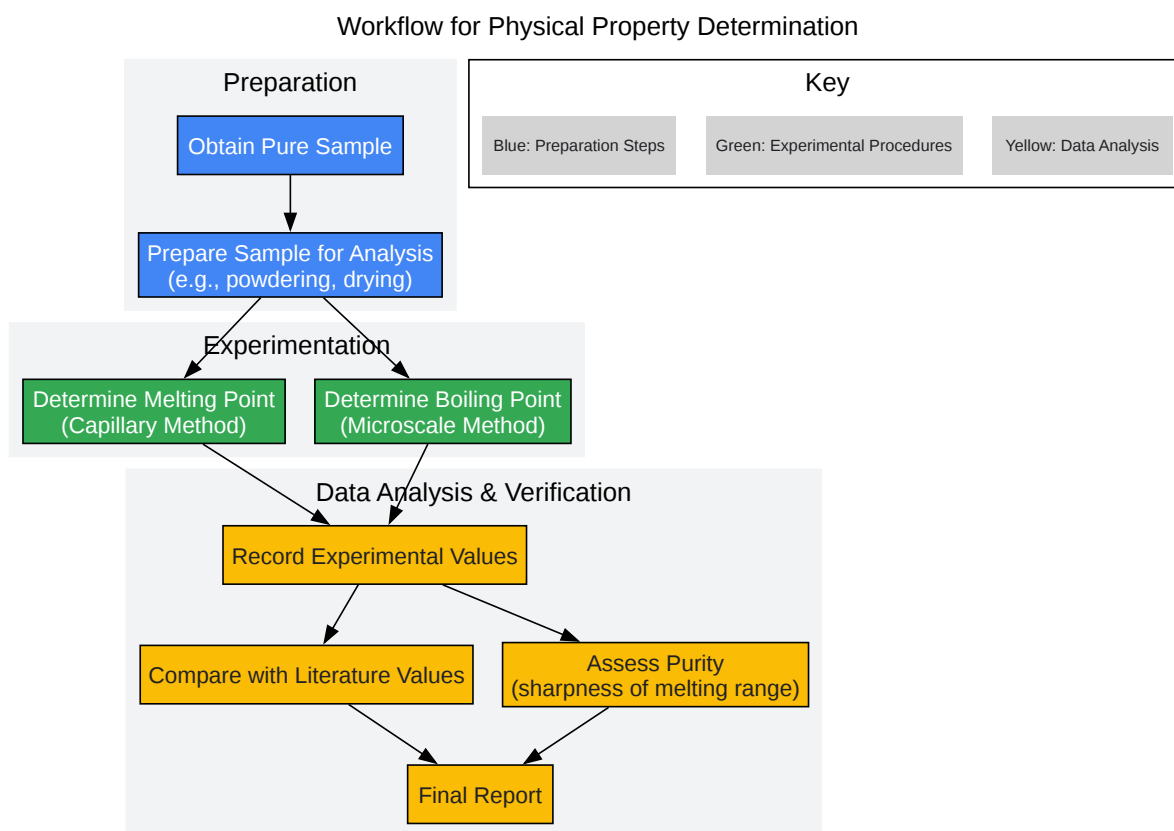 Workflow for Physical Property Determination
Preparation
Obtain Pure Sample
Prepare Sample for Analysis
(e.g., powdering, drying)
Key
Blue: Preparation Steps
Green: Experimental Procedures
Yellow: Data Analysis
Experimentation
Determine Melting Point
(Capillary Method)
Determine Boiling Point
(Microscale Method)
Data Analysis & Verification
Record Experimental Values
Compare with Literature Values
Assess Purity
(sharpness of melting range)
Final Report